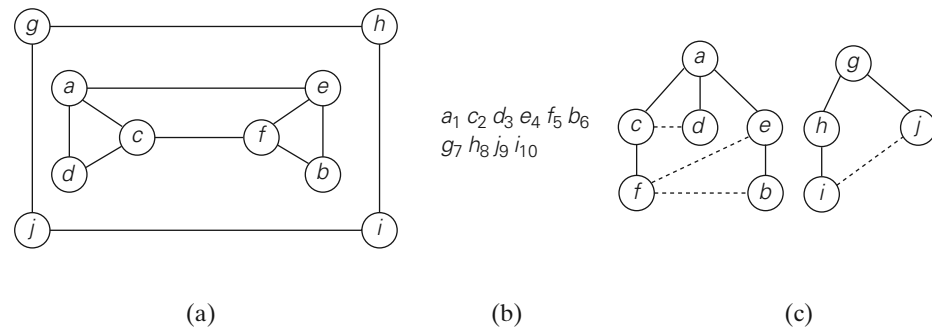 g h
a e
a₁ c₂ d₃ e₄ f₅ b₆
g₇ h₈ j₉ i₁₀
c f
d b
j i
a
c d e
f b
g
h j
i
(a) (b) (c)